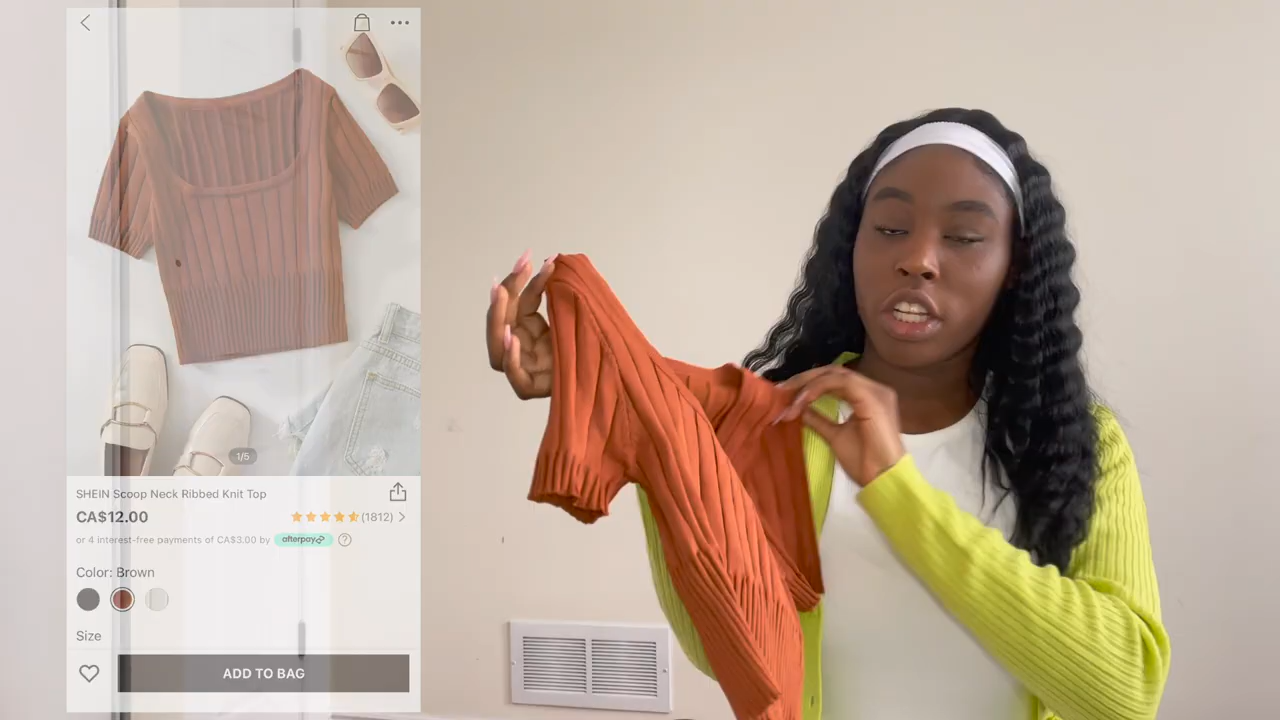 1/5
SHEIN Scoop Neck Ribbed Knit Top
CA$12.00
(1812)
or 4 interest-free payments of CA$3.00 by afterpay
?
Color: Brown
Size
ADD TO BAG